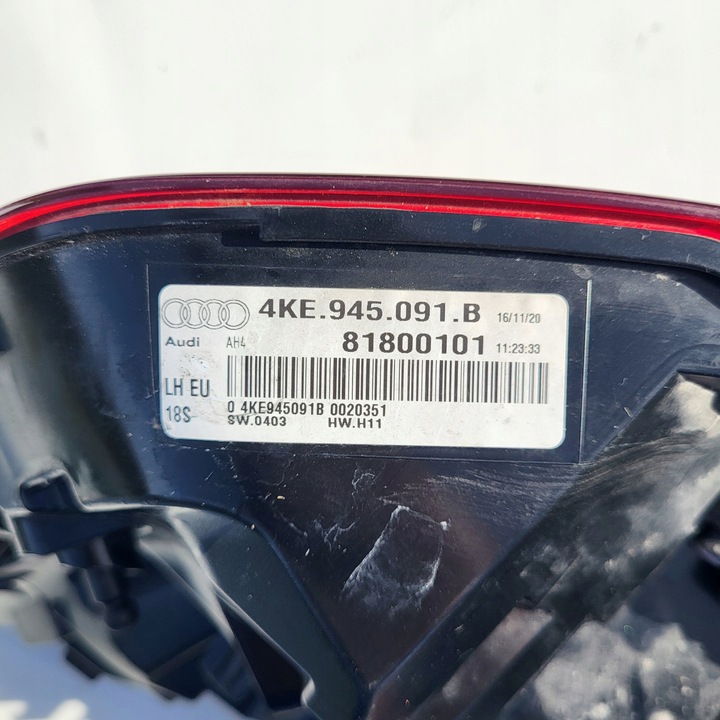 4KE.945.091.B 16/11/20
Audi AH4 81800101 11:23:33
LH EU
18S 0 4KE945091B 0020351
SW.0403 HW.H11